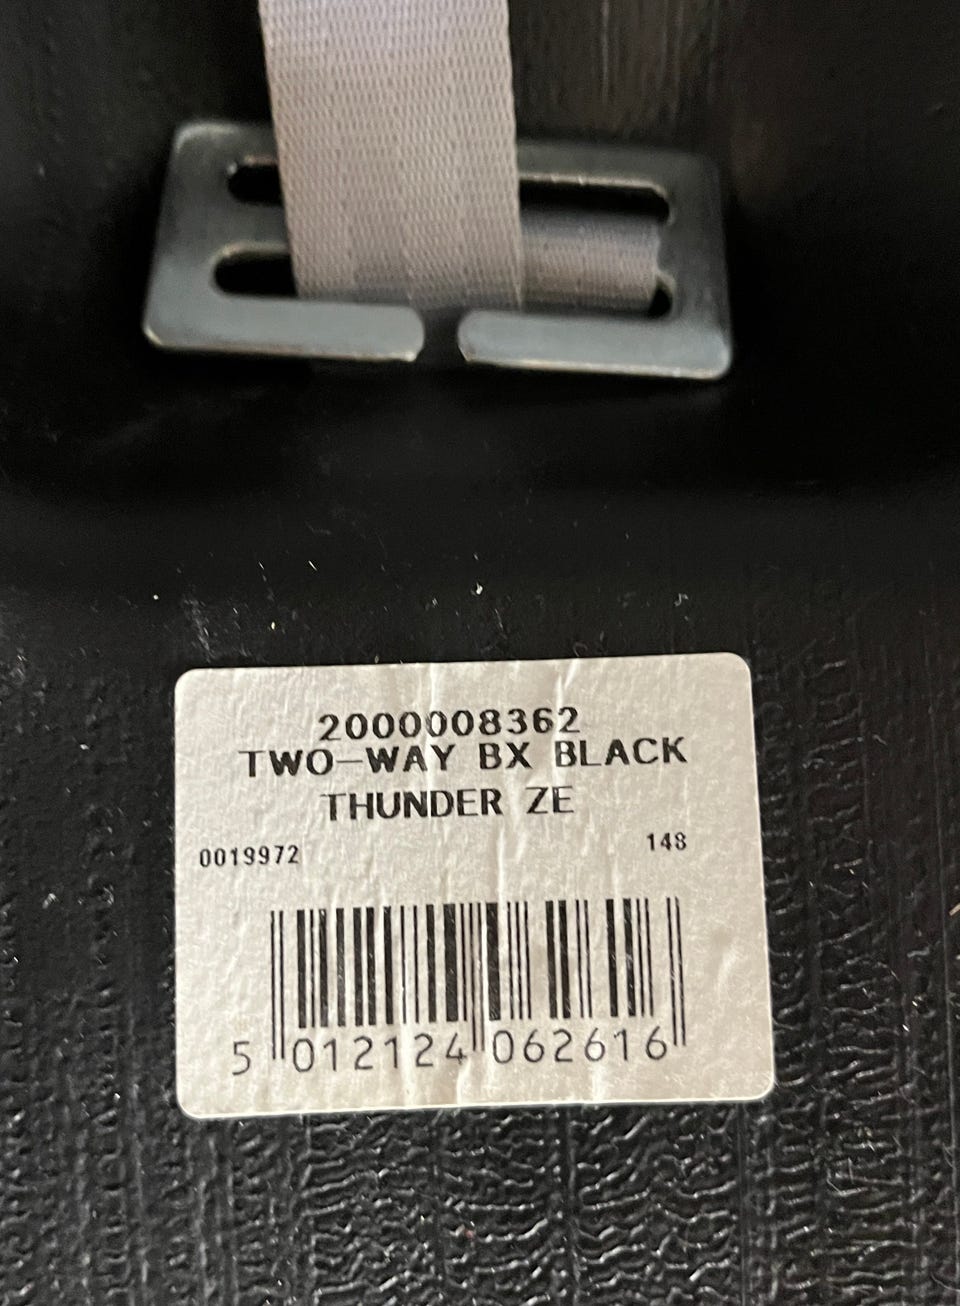 2000008362
TWO-WAY BX BLACK
THUNDER ZE
0019972 148
5 012124 062616